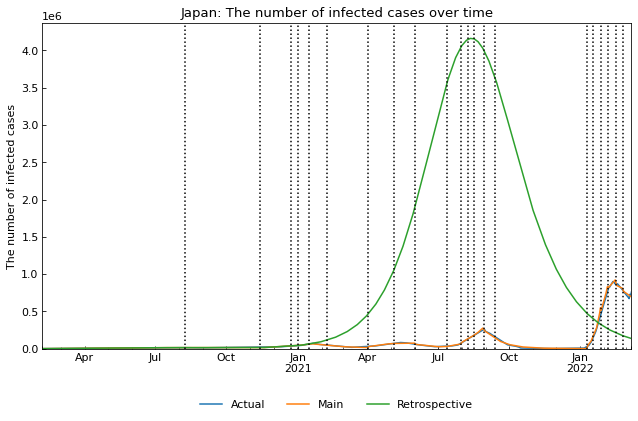 Japan: The number of infected cases over time
1e6
The number of infected cases
4.0
3.5
3.0
2.5
2.0
1.5
1.0
0.5
0.0
Apr Jul Oct Jan Apr Jul Oct Jan
2021 2022
Actual Main Retrospective